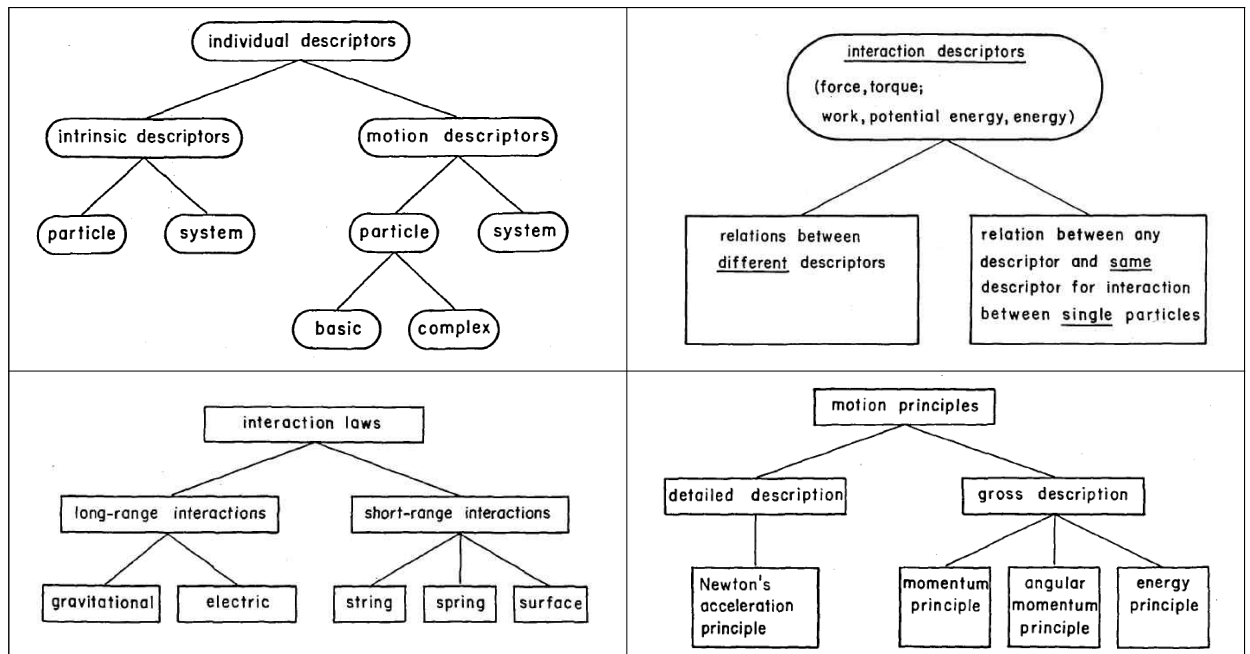 individual descriptors
intrinsic descriptors
motion descriptors
particle
system
particle
system
basic
complex
interaction descriptors
(force, torque;
work, potential energy, energy)
relations between
different descriptors
relation between any
descriptor and same
descriptor for interaction
between single particles
interaction laws
long-range interactions
short-range interactions
gravitational
electric
string
spring
surface
motion principles
detailed description
gross description
Newton's
acceleration
principle
momentum
principle
angular
momentum
principle
energy
principle